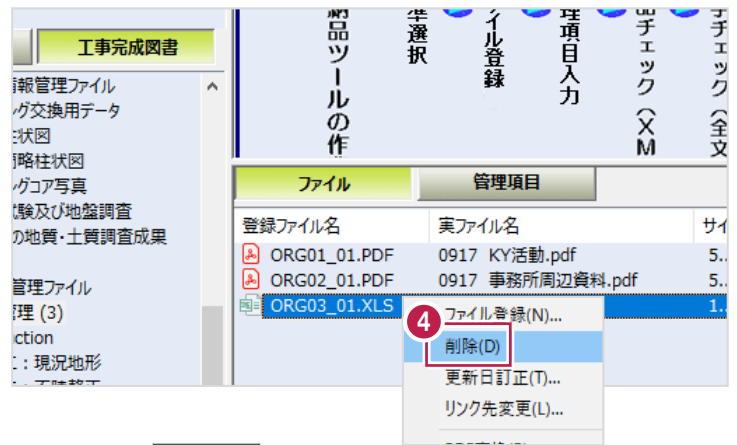 工事完成図書
報管理ファイル
グ交換用データ
柱状図
略柱状図
グコア写真
試験及び地盤調査
の地質・土質調査成果
管理ファイル
理 (3)
ction
:現況地形
納品ツールの作
準選択
イル登録
理項目入力
チェック (XM
チェック (全文
ファイル
管理項目
登録ファイル名 実ファイル名 サイ
ORG01_01.PDF 0917 KY活動.pdf 5..
ORG02_01.PDF 0917 事務所周辺資料.pdf 5..
ORG03_01.XLS 1..
4
ファイル登録(N)...
削除(D)
更新日訂正(T)...
リンク先変更(L)...